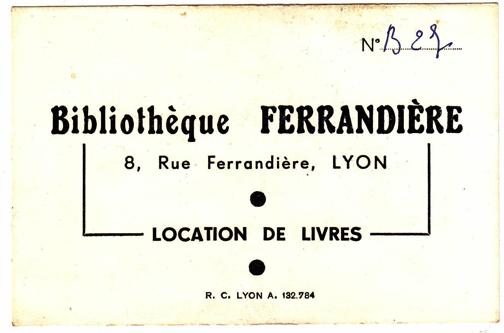 N° B 27
Bibliothèque FERRANDIÈRE
8, Rue Ferrandière, LYON
LOCATION DE LIVRES
R. C. LYON A. 132.784